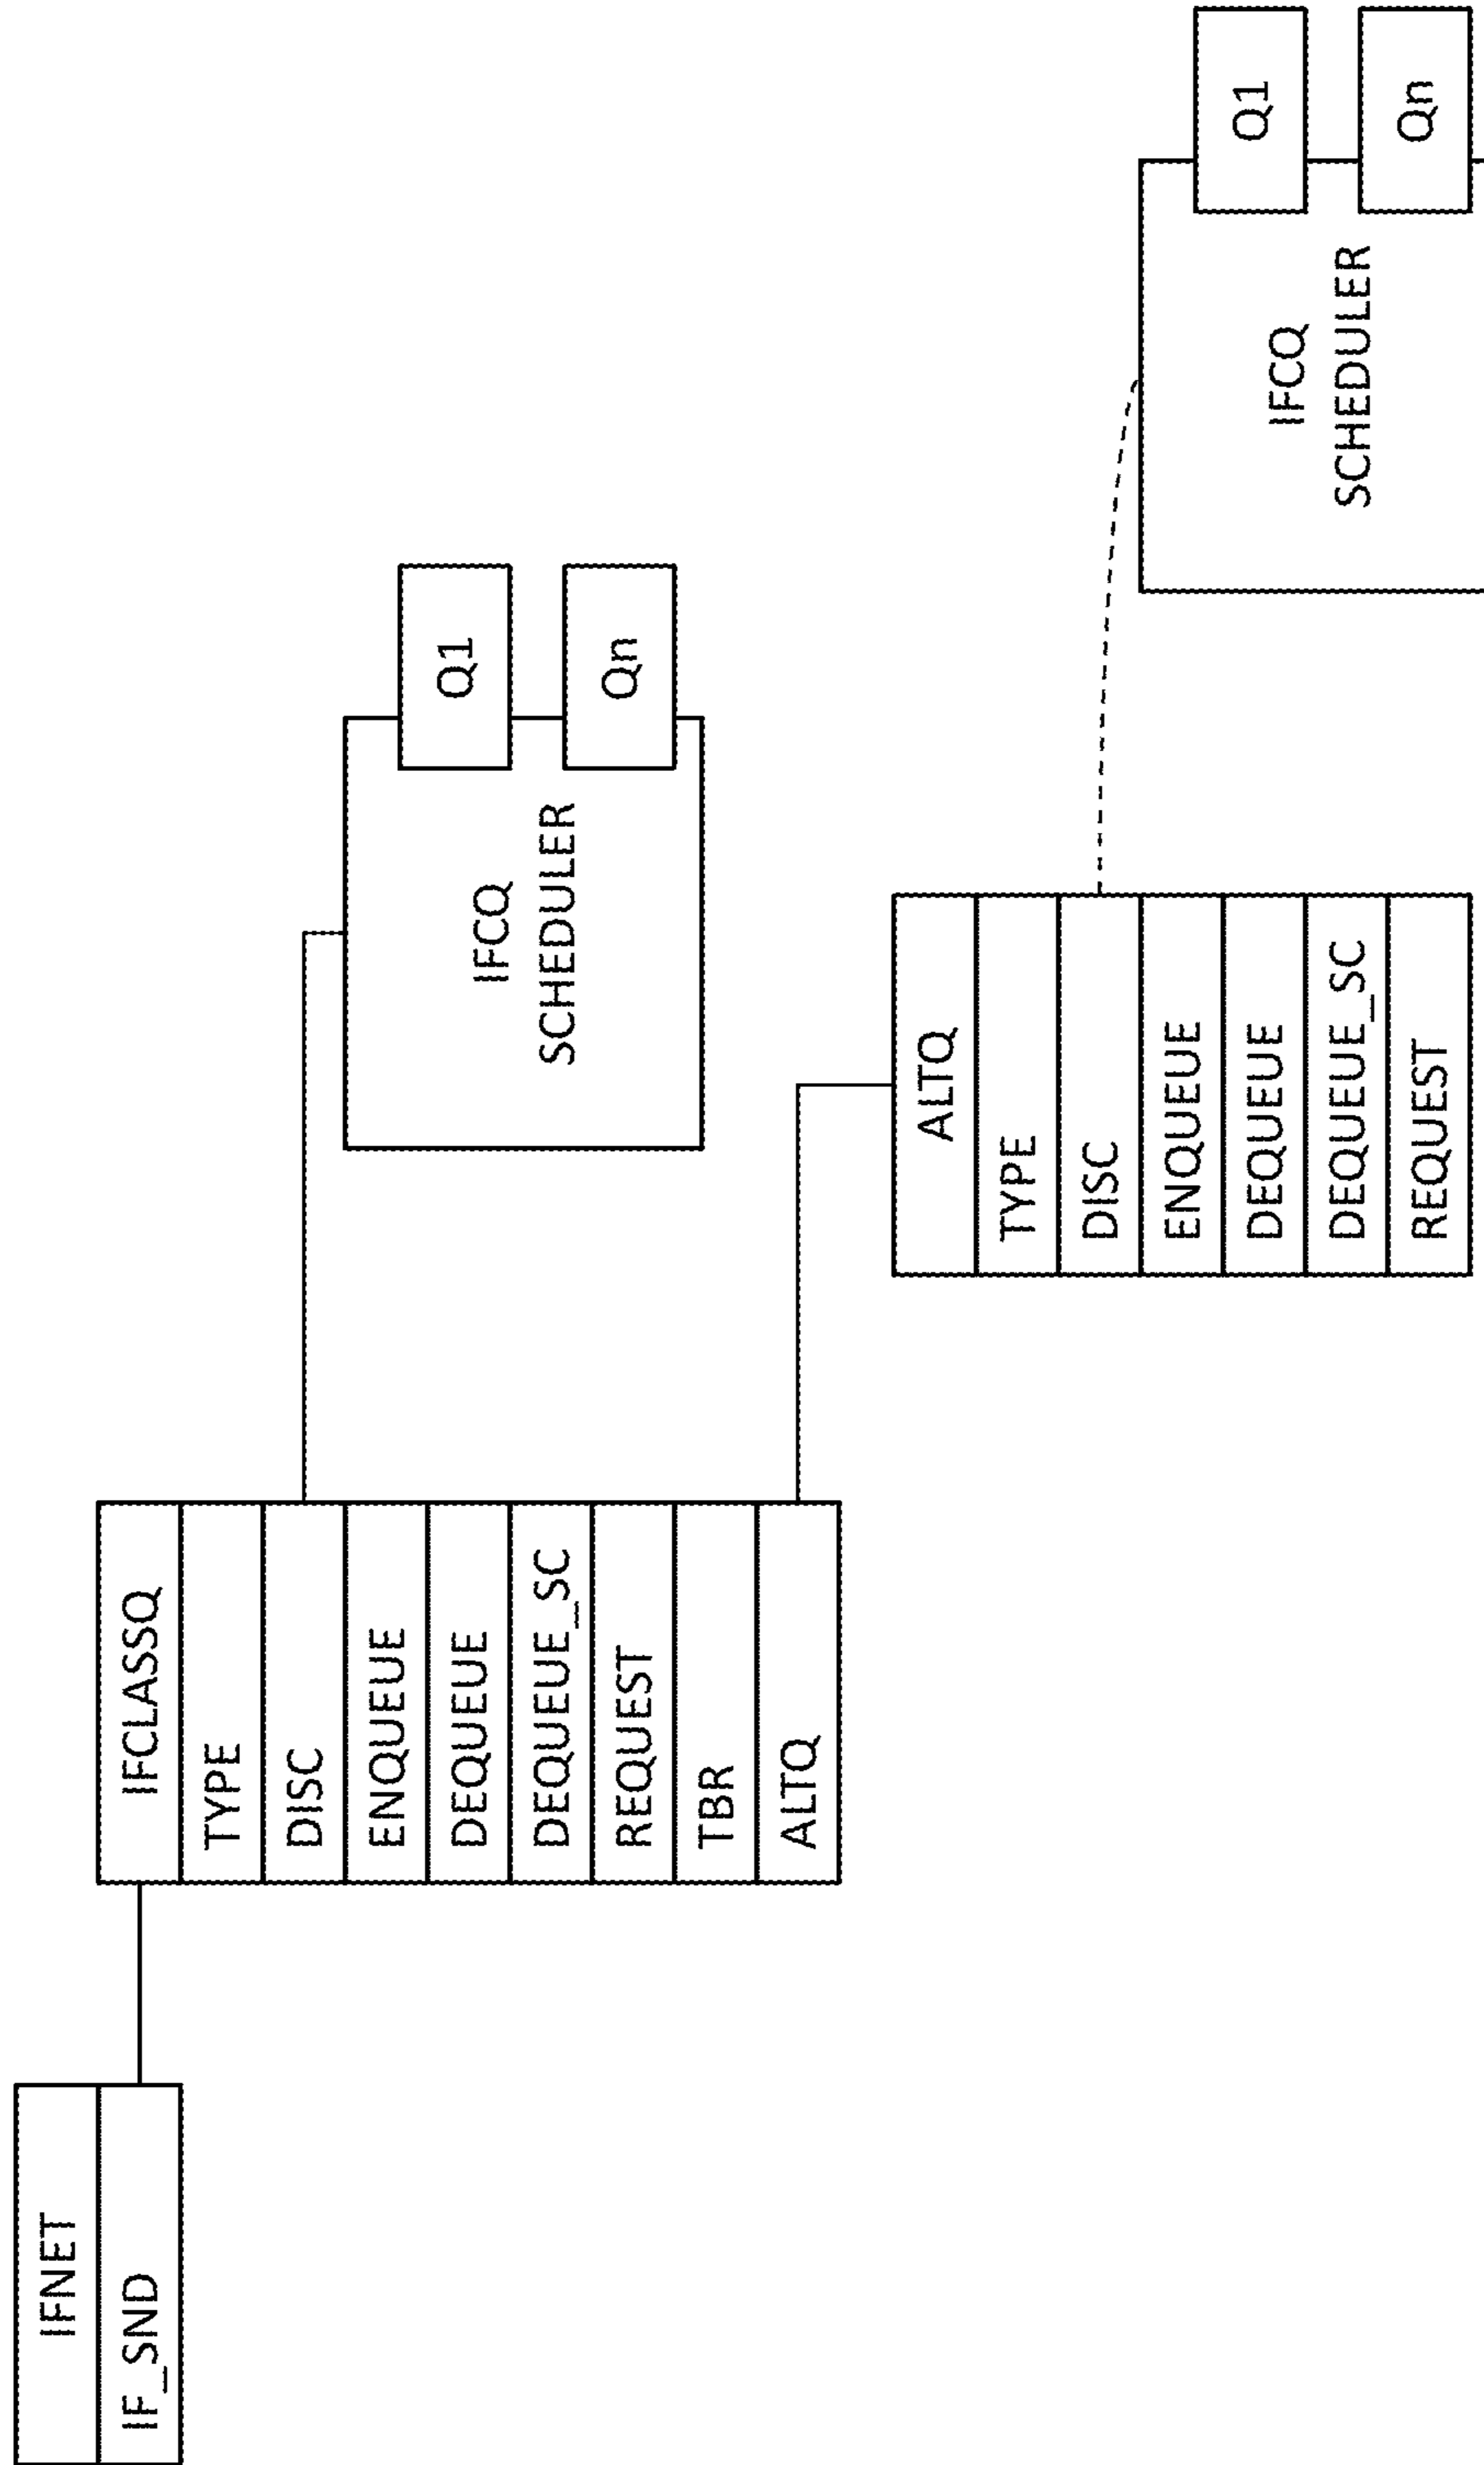 IFNET
IF_SND
IFCLASSQ
TYPE
DISC
ENQUEUE
DEQUEUE
DEQUEUE_SC
REQUEST
TBR
ALTQ
IFCQ
SCHEDULER
Q1
Qn
ALTQ
TYPE
DISC
ENQUEUE
DEQUEUE
DEQUEUE_SC
REQUEST
IFCQ
SCHEDULER
Q1
Qn